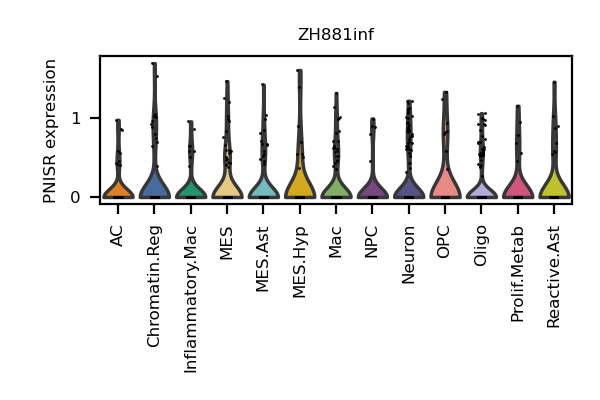 ZH881inf
PNISR expression
1
0
AC
Chromatin.Reg
Inflammatory.Mac
MES
MES.Ast
MES.Hyp
Mac
NPC
Neuron
OPC
Oligo
Prolif.Metab
Reactive.Ast